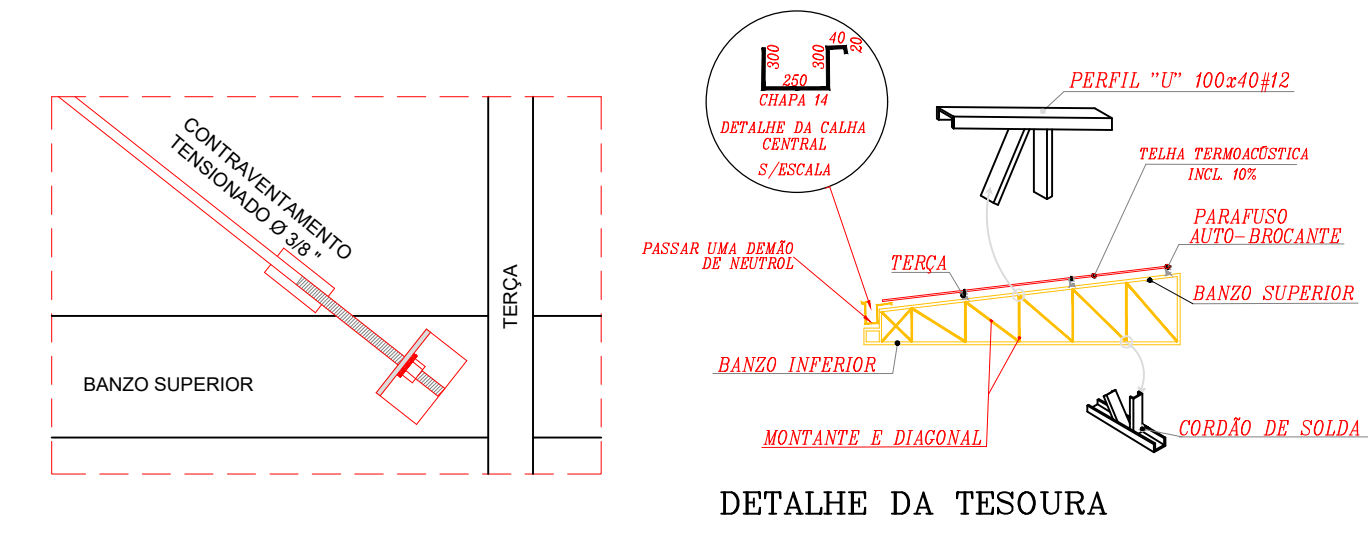 CONTRAVENTAMENTO
TENSIONADO Ø 3/8 "
TERÇA
BANZO SUPERIOR
300
250
300
40
20
CHAPA 14
DETALHE DA CALHA
CENTRAL
S/ESCALA
PERFIL "U" 100x40#12
TELHA TERMOACÚSTICA
INCL. 10%
PARAFUSO
AUTO-BROCANTE
PASSAR UMA DEMÃO
DE NEUTROL
TERÇA
BANZO SUPERIOR
BANZO INFERIOR
MONTANTE E DIAGONAL
CORDÃO DE SOLDA
DETALHE DA TESOURA